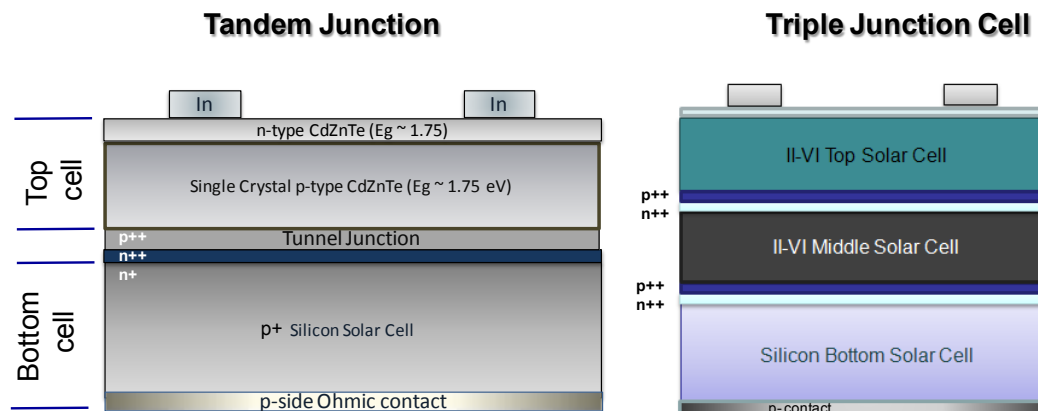 Tandem Junction
In
In
n-type CdZnTe (Eg ~ 1.75)
Single Crystal p-type CdZnTe (Eg ~ 1.75 eV)
Top
cell
p++
Tunnel Junction
n++
n+
p+ Silicon Solar Cell
Bottom
cell
p-side Ohmic contact
Triple Junction Cell
II-VI Top Solar Cell
p++
n++
II-VI Middle Solar Cell
p++
n++
Silicon Bottom Solar Cell
p-contact